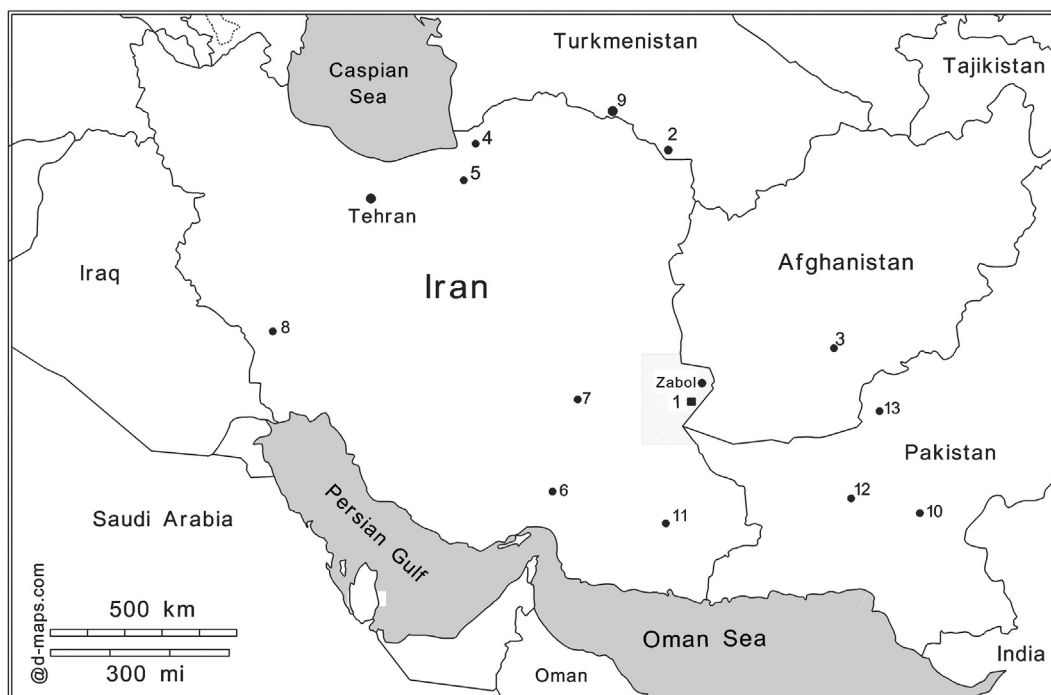 Turkmenistan
Caspian
Sea
Tajikistan
9
4
2
5
Tehran
Iraq
Iran
Afghanistan
8
3
Zabol
1
7
13
Pakistan
6
12
10
11
Saudi Arabia
Persian Gulf
500 km
300 mi
@d-maps.com
Oman Sea
Oman
India